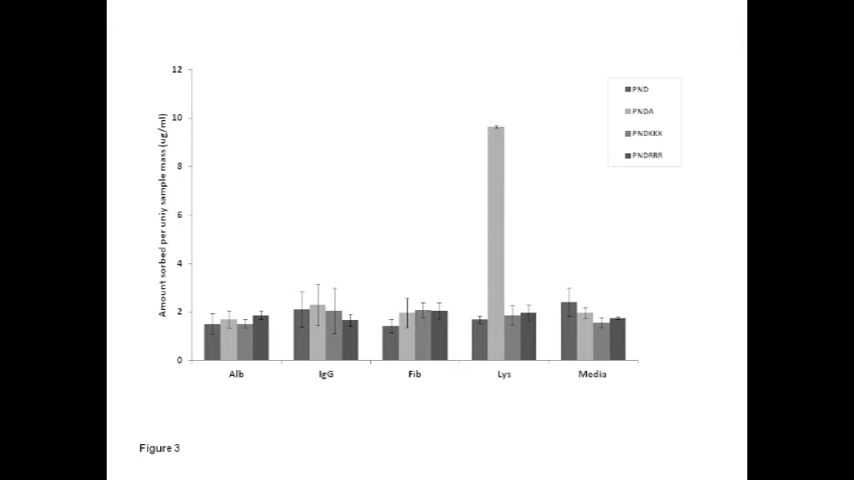 12
10
8
6
4
2
0
Amount sorbed per uniy sample mass (ug/ml)
PND
PNDA
PNDKKK
PNDRRR
Alb IgG Fib Lys Media
Figure 3